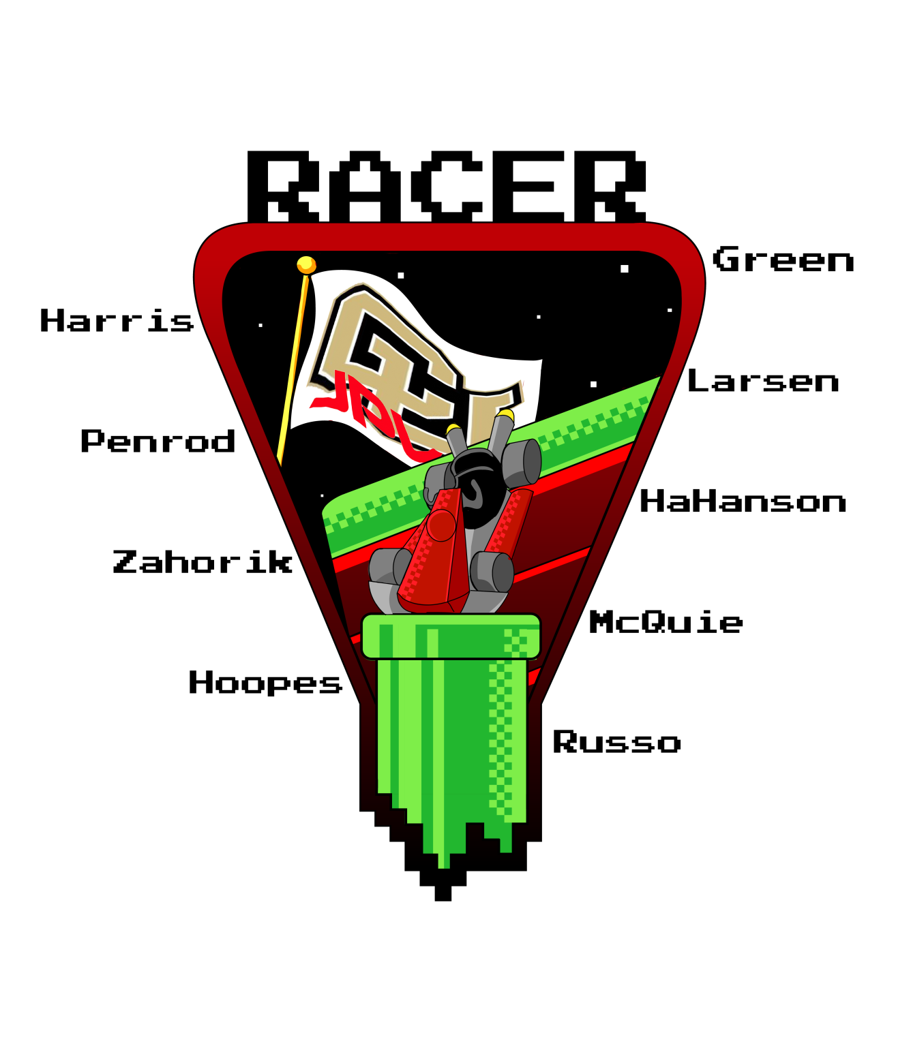 RACER
Green
Harris
Larsen
Penrod
HaHanson
Zahorik
McQuie
Hoopes
Russo
JPL